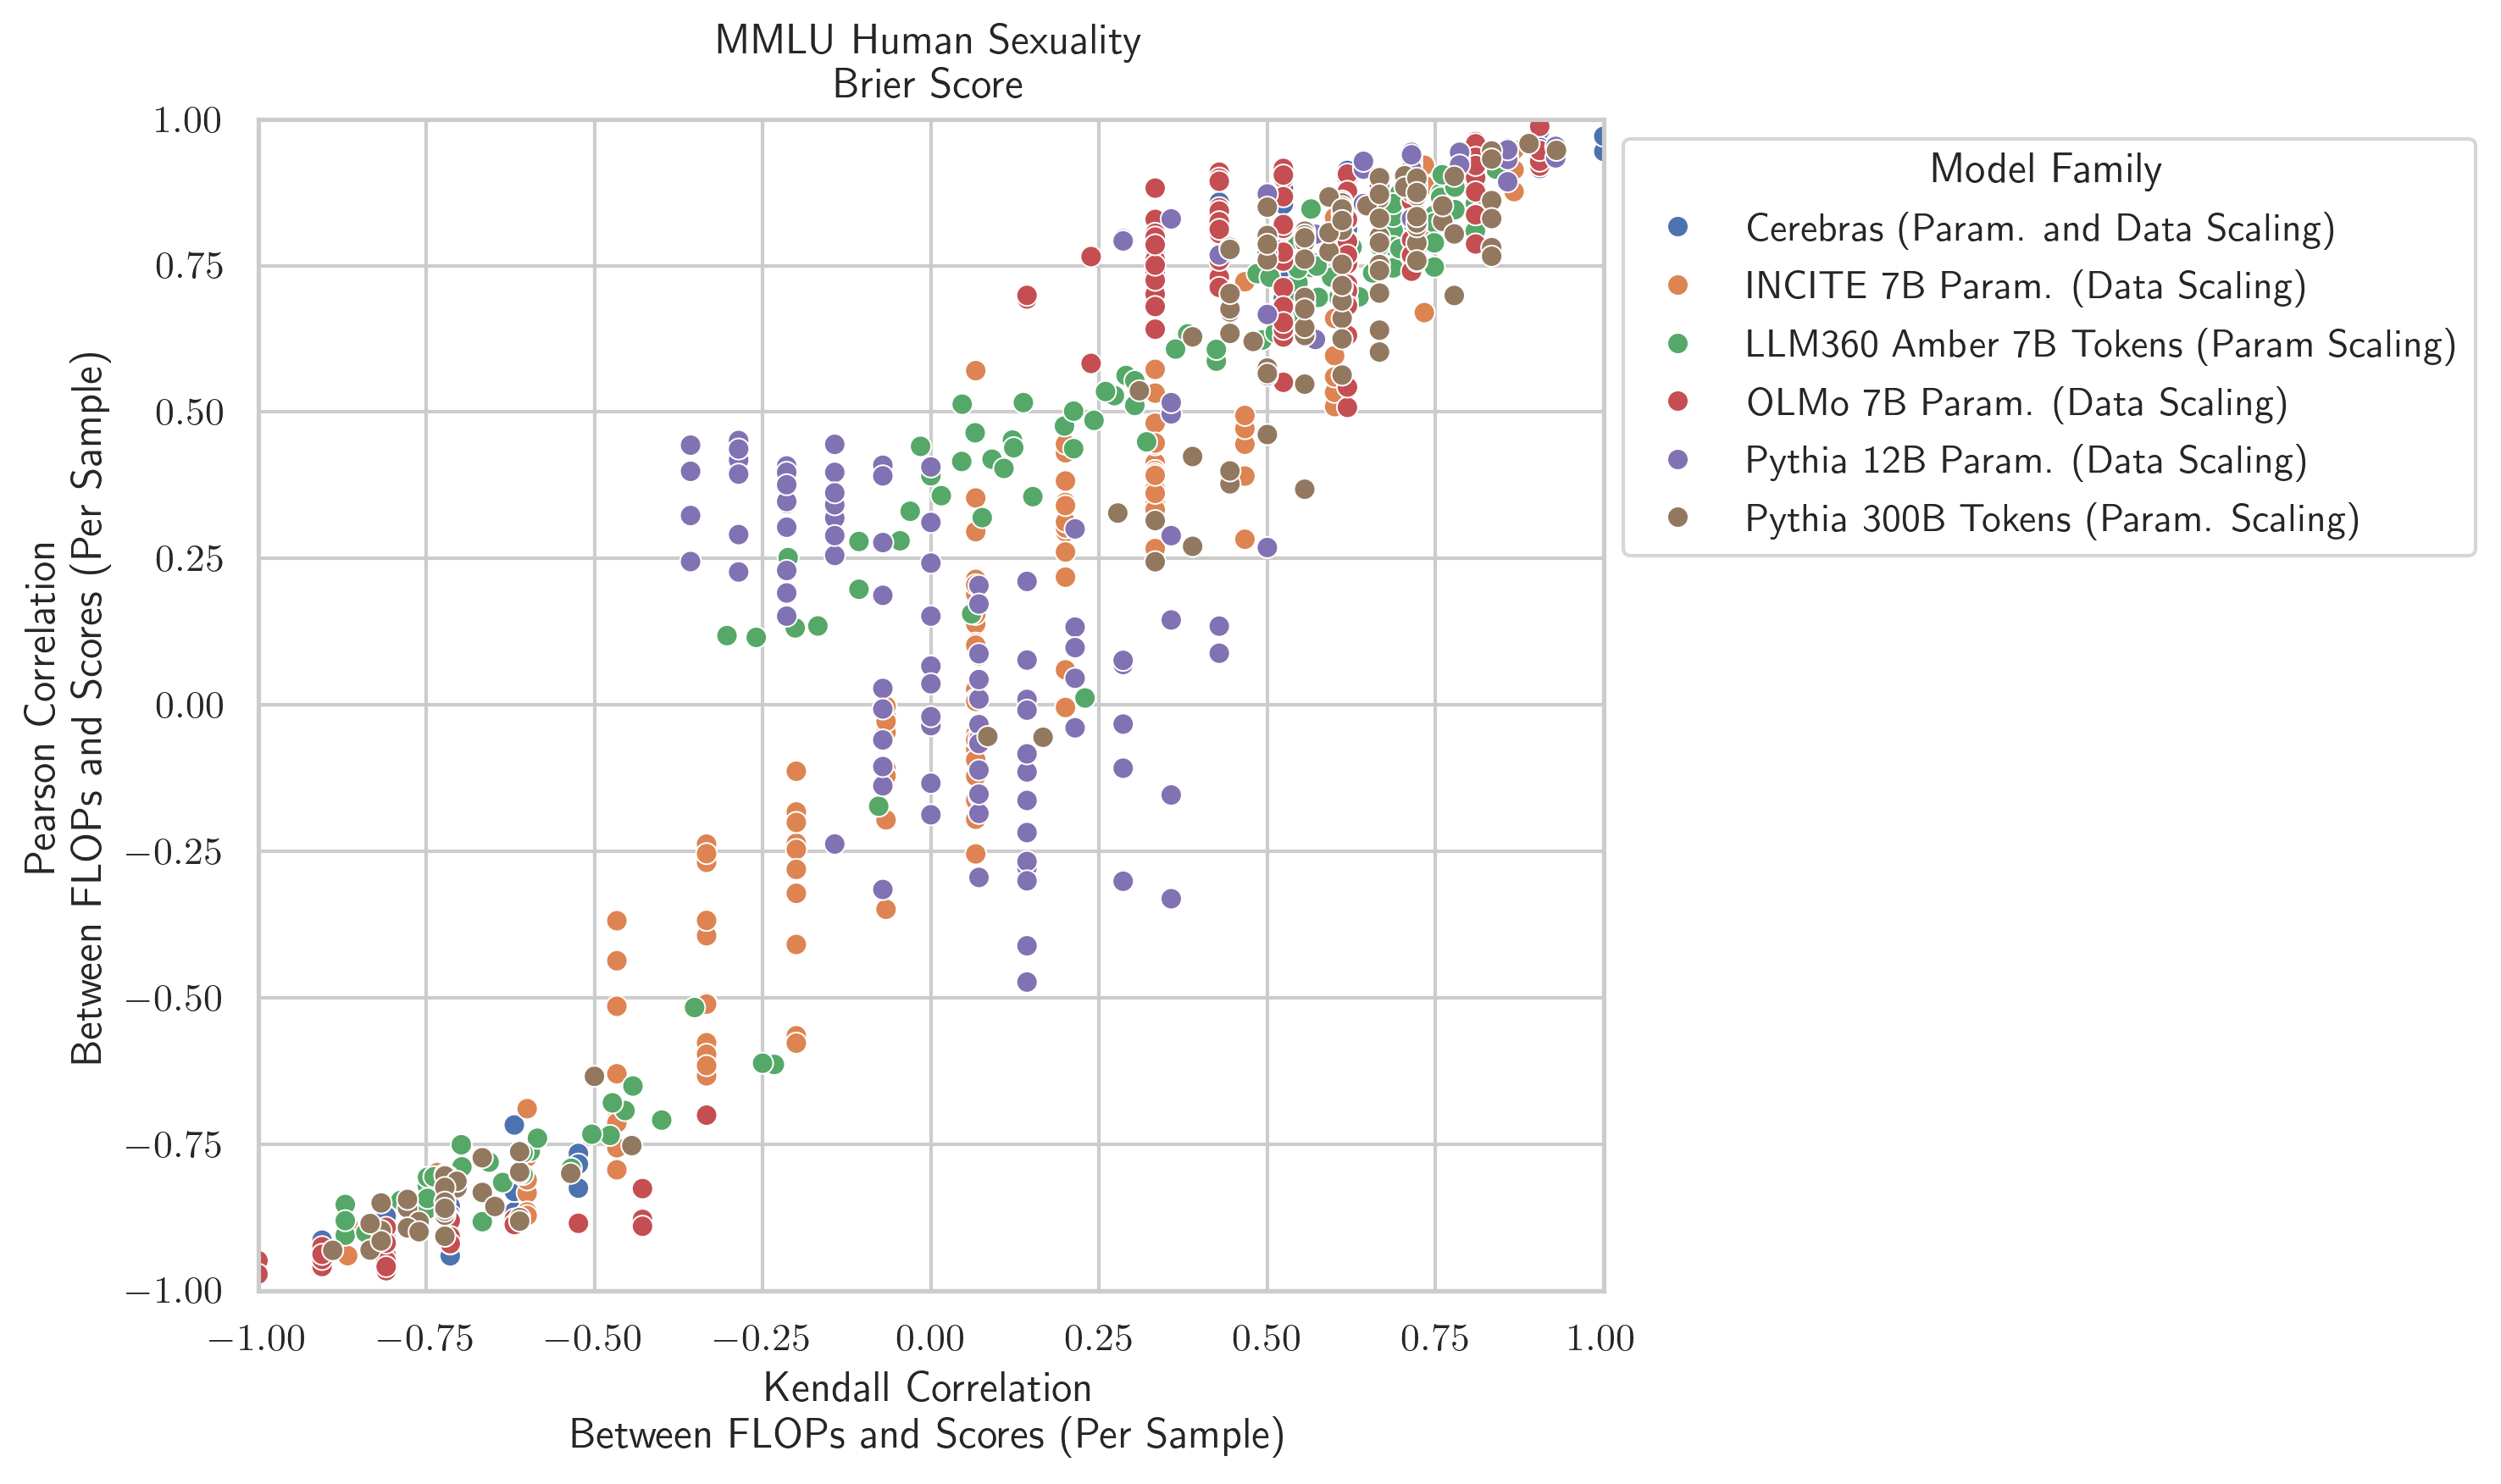 MMLU Human Sexuality
Brier Score
1.00
0.75
0.50
0.25
0.00
−0.25
−0.50
−0.75
−1.00
Pearson Correlation
Between FLOPs and Scores (Per Sample)
−1.00 −0.75 −0.50 −0.25 0.00 0.25 0.50 0.75 1.00
Kendall Correlation
Between FLOPs and Scores (Per Sample)
Model Family
Cerebras (Param. and Data Scaling)
INCITE 7B Param. (Data Scaling)
LLM360 Amber 7B Tokens (Param Scaling)
OLMo 7B Param. (Data Scaling)
Pythia 12B Param. (Data Scaling)
Pythia 300B Tokens (Param. Scaling)